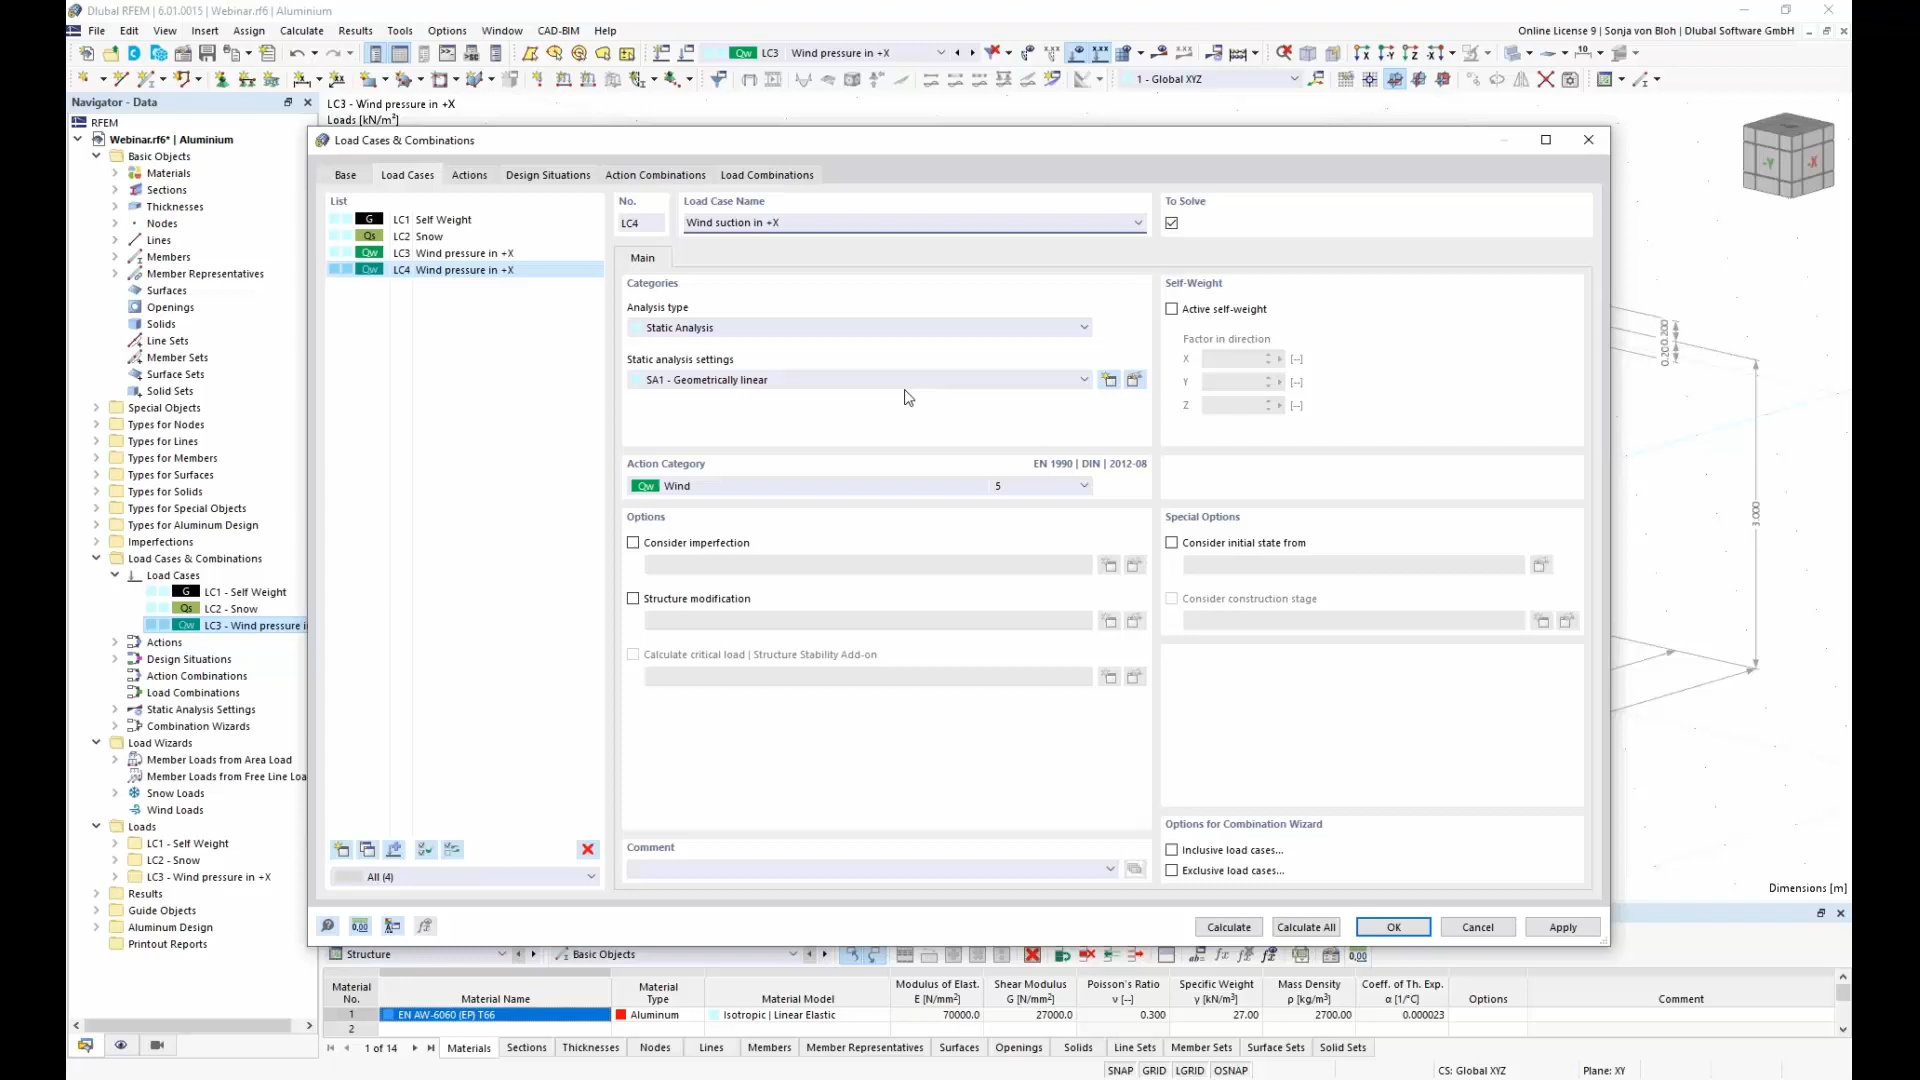 Dlubal RFEM | 6.01.0015 | Webinar.rf6* | Aluminium
File Edit View Insert Assign Calculate Results Tools Options Window CAD-BIM Help
Online License 9 | Sonja von Bloh | Dlubal Software GmbH
Qw LC3 Wind pressure in +X
1 - Global XYZ
Navigator - Data
RFEM
Webinar.rf6* | Aluminium
Basic Objects
Materials
Sections
Thicknesses
Nodes
Lines
Members
Member Representatives
Surfaces
Openings
Solids
Line Sets
Member Sets
Surface Sets
Solid Sets
Special Objects
Types for Nodes
Types for Lines
Types for Members
Types for Surfaces
Types for Solids
Types for Special Objects
Types for Aluminum Design
Imperfections
Load Cases & Combinations
Load Cases
G LC1 - Self Weight
Qs LC2 - Snow
Qw LC3 - Wind pressure i
Actions
Design Situations
Action Combinations
Load Combinations
Static Analysis Settings
Combination Wizards
Load Wizards
Member Loads from Area Load
Member Loads from Free Line Loa
Snow Loads
Wind Loads
Loads
LC1 - Self Weight
LC2 - Snow
LC3 - Wind pressure in +X
Results
Guide Objects
Aluminum Design
Printout Reports
LC3 - Wind pressure in +X
Loads [kN/m²]
Load Cases & Combinations
Base Load Cases Actions Design Situations Action Combinations Load Combinations
List
G LC1 Self Weight
Qs LC2 Snow
Qw LC3 Wind pressure in +X
Qw LC4 Wind pressure in +X
All (4)
No.
LC4
Load Case Name
Wind suction in +X
To Solve
Main
Categories
Analysis type
Static Analysis
Static analysis settings
SA1 - Geometrically linear
Action Category EN 1990 | DIN | 2012-08
Qw Wind 5
Options
Consider imperfection
Structure modification
Calculate critical load | Structure Stability Add-on
Comment
Self-Weight
Active self-weight
Factor in direction
X [--]
Y [--]
Z [--]
Special Options
Consider initial state from
Consider construction stage
Options for Combination Wizard
Inclusive load cases...
Exclusive load cases...
Calculate Calculate All OK Cancel Apply
-Y -X
0.200
0.200
3.000
Dimensions [m]
Structure Basic Objects
Material No. Material Name Material Type Material Model Modulus of Elast. E [N/mm²] Shear Modulus G [N/mm²] Poisson's Ratio ν [--] Specific Weight γ [kN/m³] Mass Density ρ [kg/m³] Coeff. of Th. Exp. α [1/°C] Options Comment
1 EN AW-6060 (EP) T66 Aluminum Isotropic | Linear Elastic 70000.0 27000.0 0.300 27.00 2700.00 0.000023
2
1 of 14 Materials Sections Thicknesses Nodes Lines Members Member Representatives Surfaces Openings Solids Line Sets Member Sets Surface Sets Solid Sets
SNAP GRID LGRID OSNAP CS: Global XYZ Plane: XY